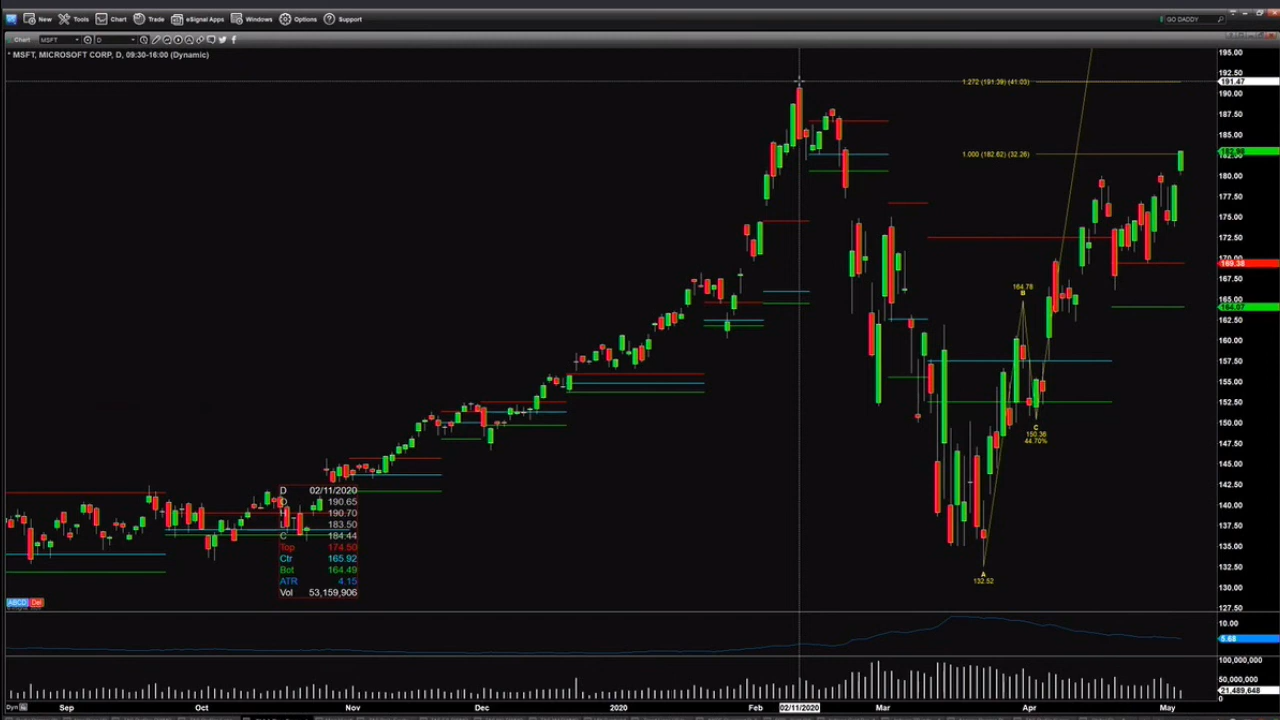 New Tools Chart Trade eSignal Apps Windows Options Support GO DADDY
Chart MSFT D
* MSFT, MICROSOFT CORP, D, 09:30-16:00 (Dynamic)
195.00
192.50
191.47
190.00
187.50
185.00
182.98
182.50
180.00
177.50
175.00
172.50
170.00
169.38
167.50
165.00
164.07
162.50
160.00
157.50
155.00
152.50
150.00
147.50
145.00
142.50
140.00
137.50
135.00
132.50
130.00
127.50
1.272 (191.39) (41.03)
1.000 (182.62) (32.26)
164.78
B
C
150.36
44.70%
A
132.52
D 02/11/2020
O 190.65
H 190.70
L 183.50
C 184.44
Top 174.50
Ctr 165.92
Bot 164.49
ATR 4.15
Vol 53,159,906
ABCD Del
10.00
5.68
100,000,000
50,000,000
21,489,648
0
Dyn Sep Oct Nov Dec 2020 Feb 02/11/2020 Mar Apr May